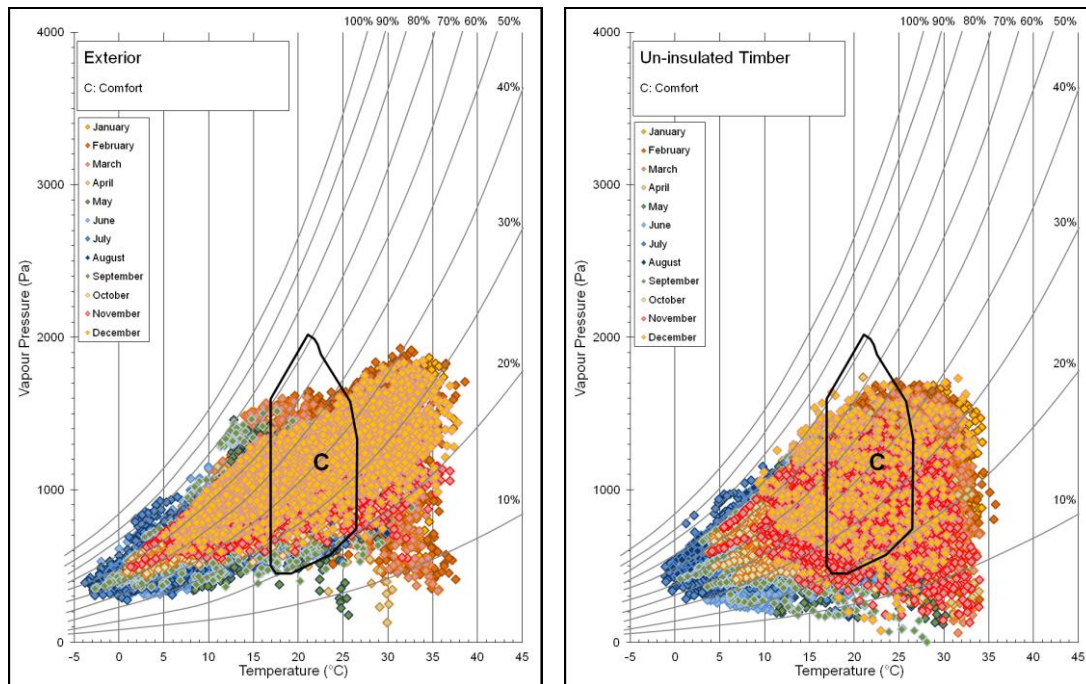 100% 90% 80% 70% 60% 50%
4000
Exterior
C: Comfort
40%
January
February
March
April
May
June
July
August
September
October
November
December
3000
30%
Vapour Pressure (Pa)
2000
20%
C
1000
10%
0
-5 0 5 10 15 20 25 30 35 40 45
Temperature (°C)
100% 90% 80% 70% 60% 50%
4000
Un-insulated Timber
C: Comfort
40%
January
February
March
April
May
June
July
August
September
October
November
December
3000
30%
Vapour Pressure (Pa)
2000
20%
C
1000
10%
0
-5 0 5 10 15 20 25 30 35 40 45
Temperature (°C)